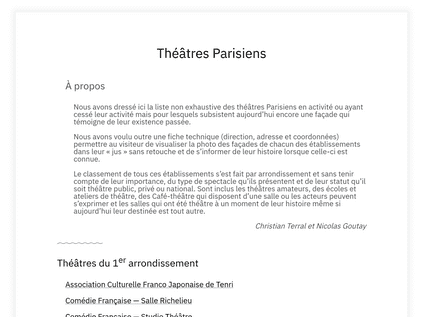 Théâtres Parisiens
À propos
Nous avons dressé ici la liste non exhaustive des théâtres Parisiens en activité ou ayant
cessé leur activité mais pour lesquels subsistent aujourd'hui encore une façade qui
témoigne de leur existence passée.
Nous avons voulu outre une fiche technique (direction, adresse et coordonnées)
permettre au visiteur de visualiser la photo des façades de chacun des établissements
dans leur « jus » sans retouche et de s'informer de leur histoire lorsque celle-ci est
connue.
Le classement de tous ces établissements s'est fait par arrondissement et sans tenir
compte de leur importance, du type de spectacle qu'ils présentent et de leur statut qu'il
soit théâtre public, privé ou national. Sont inclus les théâtres amateurs, des écoles et
ateliers de théâtre, des Café-théâtre qui disposent d'une salle ou les acteurs peuvent
s'exprimer et les salles qui ont été théâtre à un moment de leur histoire même si
aujourd'hui leur destinée est tout autre.
Christian Terral et Nicolas Goutay
Théâtres du 1er arrondissement
Association Culturelle Franco Japonaise de Tenri
Comédie Française — Salle Richelieu
Comédie Française — Studio Théâtre